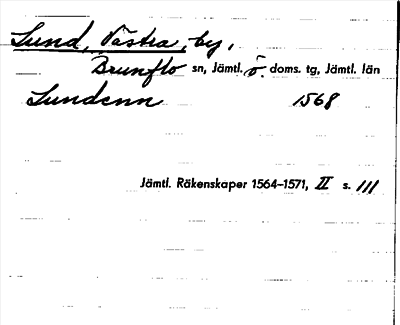 Lund, Västra, by,
Brunflo sn, Jämtl. ö. doms. tg, Jämtl. län
Lundenn 1568
Jämtl. Räkenskaper 1564–1571, II s. 111